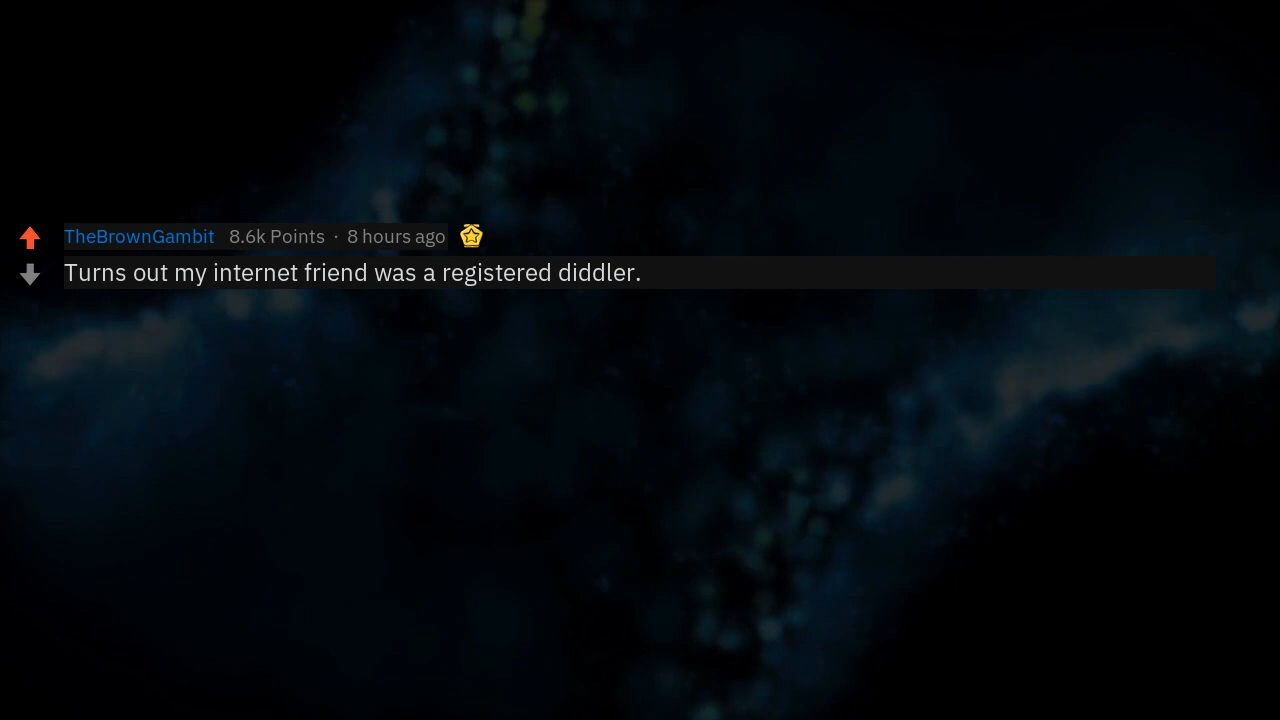 TheBrownGambit 8.6k Points · 8 hours ago
Turns out my internet friend was a registered diddler.